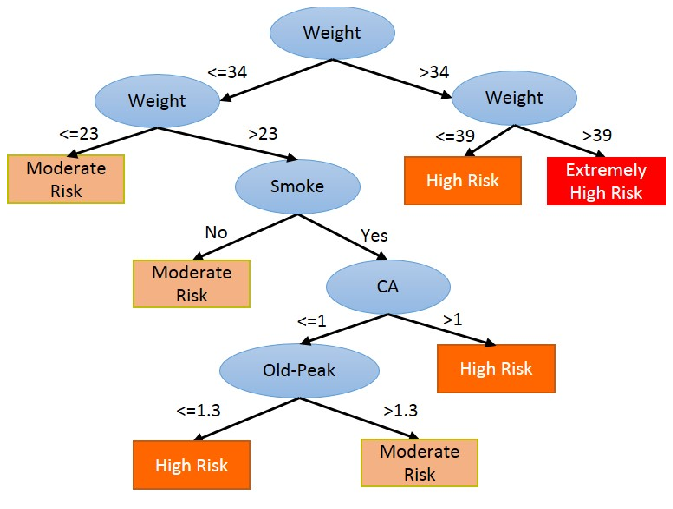 Weight
<=34
>34
Weight
Weight
<=23
>23
<=39
>39
Moderate
Risk
Smoke
High Risk
Extremely
High Risk
No
Yes
Moderate
Risk
CA
<=1
>1
Old-Peak
High Risk
<=1.3
>1.3
High Risk
Moderate
Risk